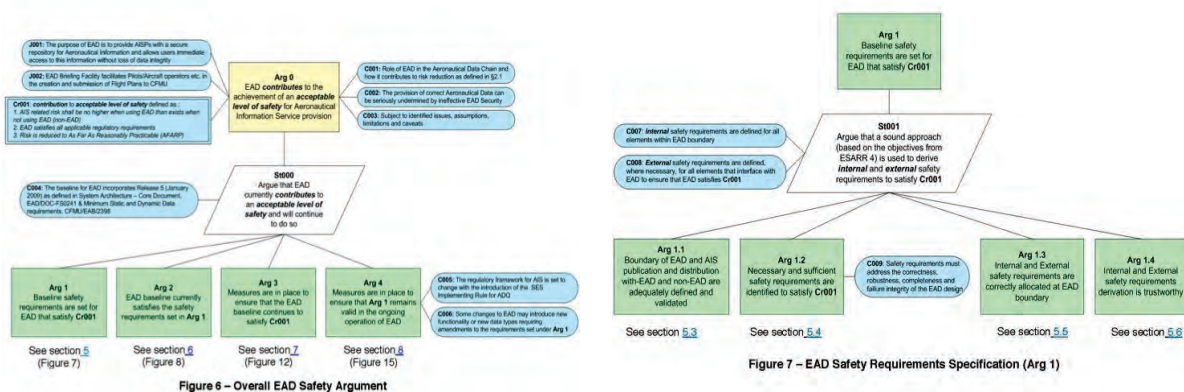 J001: The purpose of EAD is to provide AISPs with a secure
repository for Aeronautical Information and allows users immediate
access to this information without loss of data integrity
J002: EAD Briefing Facility facilitates Pilots/Aircraft operators etc. in
the creation and submission of Flight Plans to CFMU
Cr001: contribution to acceptable level of safety defined as.:
1. AIS related risk shall be no higher when using EAD than exists when
not using EAD (non-EAD)
2. EAD satisfies all applicable regulatory requirements
3. Risk is reduced to As Far As Reasonably Practicable (AFARP)
Arg 0
EAD contributes to the
achievement of an acceptable
level of safety for Aeronautical
Information Service provision
C001: Role of EAD in the Aeronautical Data Chain and
how it contributes to risk reduction as defined in §2.1
C002: The provision of correct Aeronautical Data can
be seriously undermined by ineffective EAD Security
C003: Subject to identified issues, assumptions,
limitations and caveats
C004: The baseline for EAD incorporates Release 5 (January
2009) as defined in System Architecture – Core Document,
EAD/DOC-FS0241 & Minimum Static and Dynamic Data
requirements, CFMU/EAB/2398
St000
Argue that EAD
currently contributes to
an acceptable level of
safety and will continue
to do so
Arg 1
Baseline safety
requirements are set for
EAD that satisfy Cr001
Arg 2
EAD baseline currently
satisfies the safety
requirements set in Arg 1
Arg 3
Measures are in place to
ensure that the EAD
baseline continues to
satisfy Cr001
Arg 4
Measures are in place to
ensure that Arg 1 remains
valid in the ongoing
operation of EAD
C005: The regulatory framework for AIS is set to
change with the introduction of the SES
Implementing Rule for ADQ
C006: Some changes to EAD may introduce new
functionality or new data types requiring
amendments to the requirements set under Arg 1
See section 5
(Figure 7)
See section 6
(Figure 8)
See section 7
(Figure 12)
See section 8
(Figure 15)
Figure 6 – Overall EAD Safety Argument
Arg 1
Baseline safety
requirements are set for
EAD that satisfy Cr001
C007: Internal safety requirements are defined for all
elements within EAD boundary
C008: External safety requirements are defined,
where necessary, for all elements that interface with
EAD to ensure that EAD satisfies Cr001
St001
Argue that a sound approach
(based on the objectives from
ESARR 4) is used to derive
internal and external safety
requirements to satisfy Cr001
Arg 1.1
Boundary of EAD and AIS
publication and distribution
with-EAD and non-EAD are
adequately defined and
validated
Arg 1.2
Necessary and sufficient
safety requirements are
identified to satisfy Cr001
C009: Safety requirements must
address the correctness,
robustness, completeness and
failure integrity of the EAD design
Arg 1.3
Internal and External
safety requirements are
correctly allocated at EAD
boundary
Arg 1.4
Internal and External
safety requirements
derivation is trustworthy
See section 5.3
See section 5.4
See section 5.5
See section 5.6
Figure 7 – EAD Safety Requirements Specification (Arg 1)